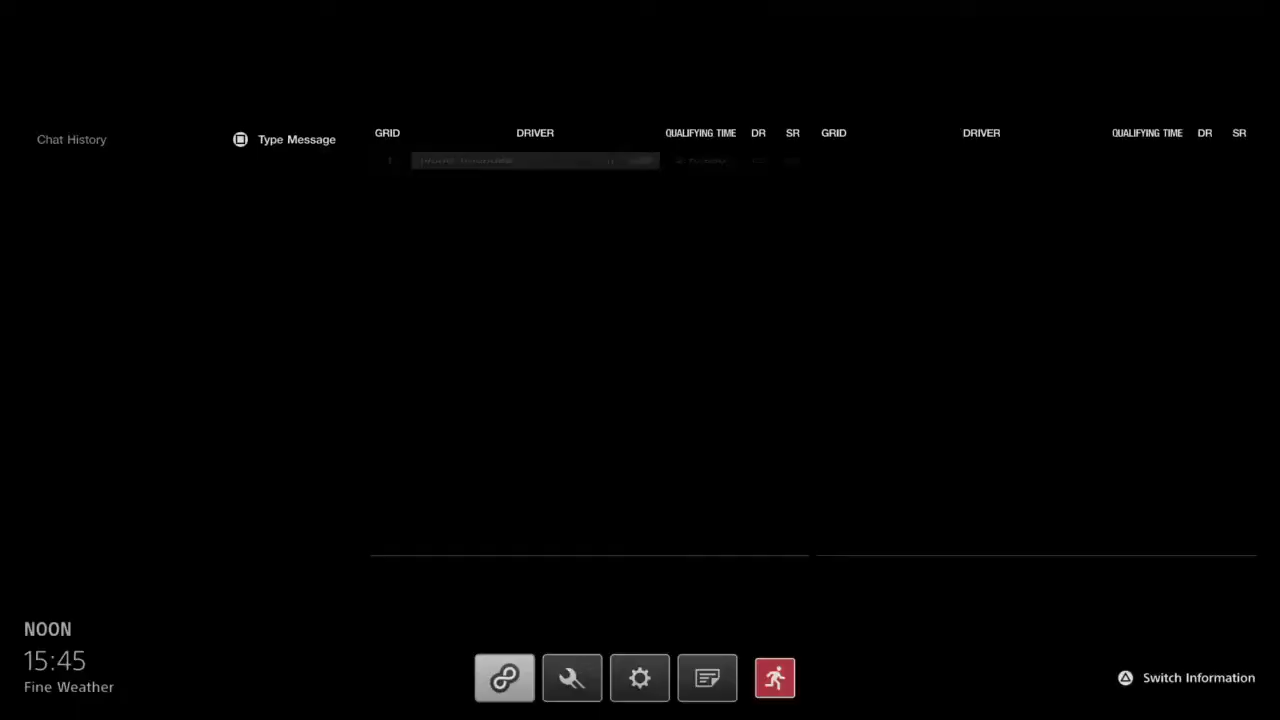 Chat History
Type Message
GRID DRIVER QUALIFYING TIME DR SR GRID DRIVER QUALIFYING TIME DR SR
1
NOON
15:45
Fine Weather
Switch Information